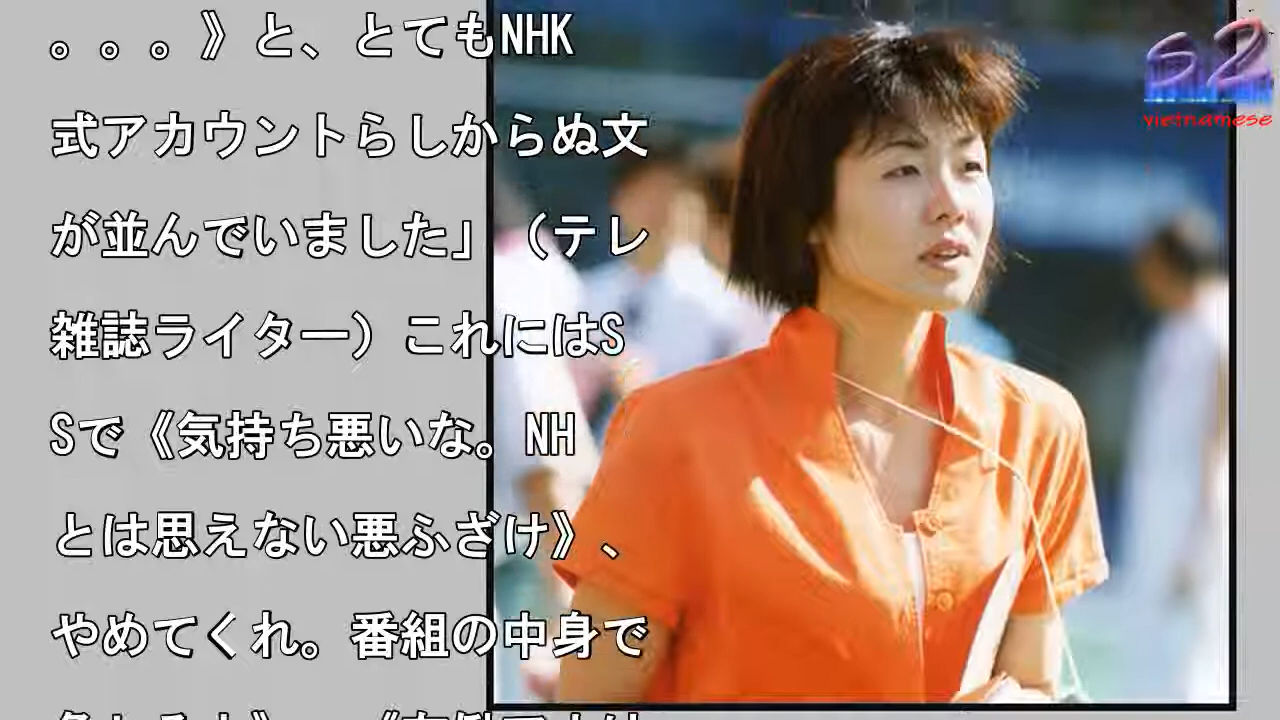 。。。》と、とてもNHK
式アカウントらしからぬ文
が並んでいました」（テレ
雑誌ライター）これにはS
Sで《気持ち悪いな。NH
とは思えない悪ふざけ》、
やめてくれ。番組の中身で
S2
vietnamese